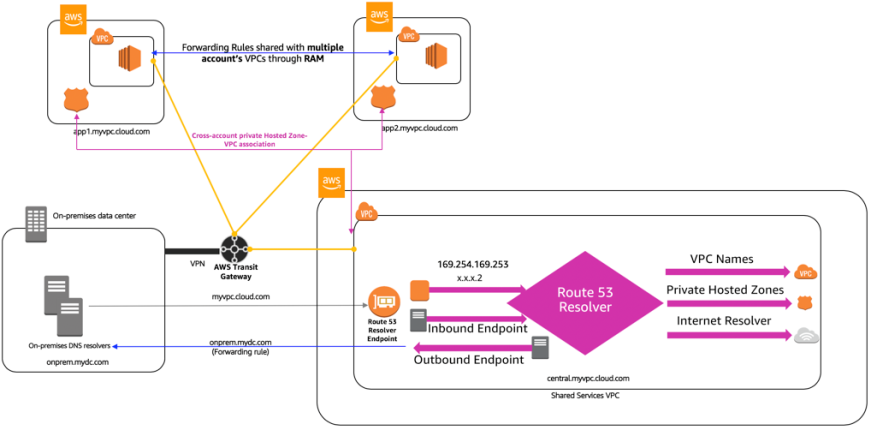 aws
aws
VPC
VPC
Forwarding Rules shared with multiple
account's VPCs through RAM
app1.myvpc.cloud.com
app2.myvpc.cloud.com
Cross-account private Hosted Zone-
VPC association
aws
VPC
On-premises data center
VPN
AWS Transit
Gateway
169.254.169.253
x.x.x.2
VPC Names
VPC
Route 53
Resolver
Private Hosted Zones
myvpc.cloud.com
Route 53
Resolver
Endpoint
Inbound Endpoint
Internet Resolver
On-premises DNS resolvers
onprem.mydc.com
(Forwarding rule)
Outbound Endpoint
onprem.mydc.com
central.myvpc.cloud.com
Shared Services VPC